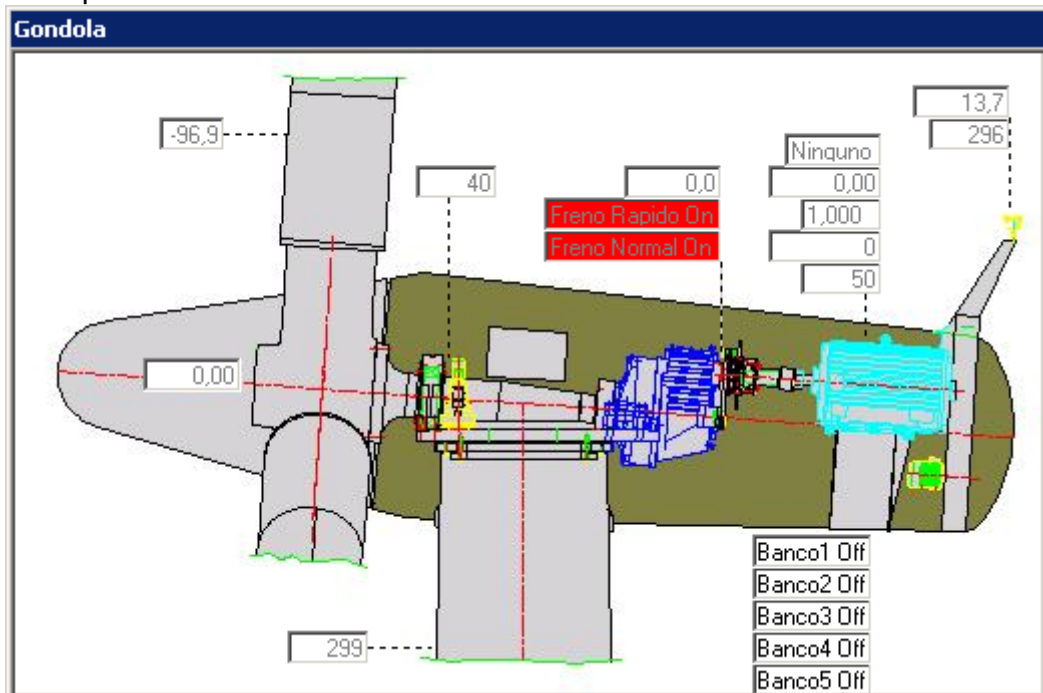 Gondola
13,7
-96,9
296
Ninguno
40
0,0
0,00
Freno Rapido On
1,000
Freno Normal On
0
50
0,00
Banco1 Off
Banco2 Off
Banco3 Off
Banco4 Off
299
Banco5 Off